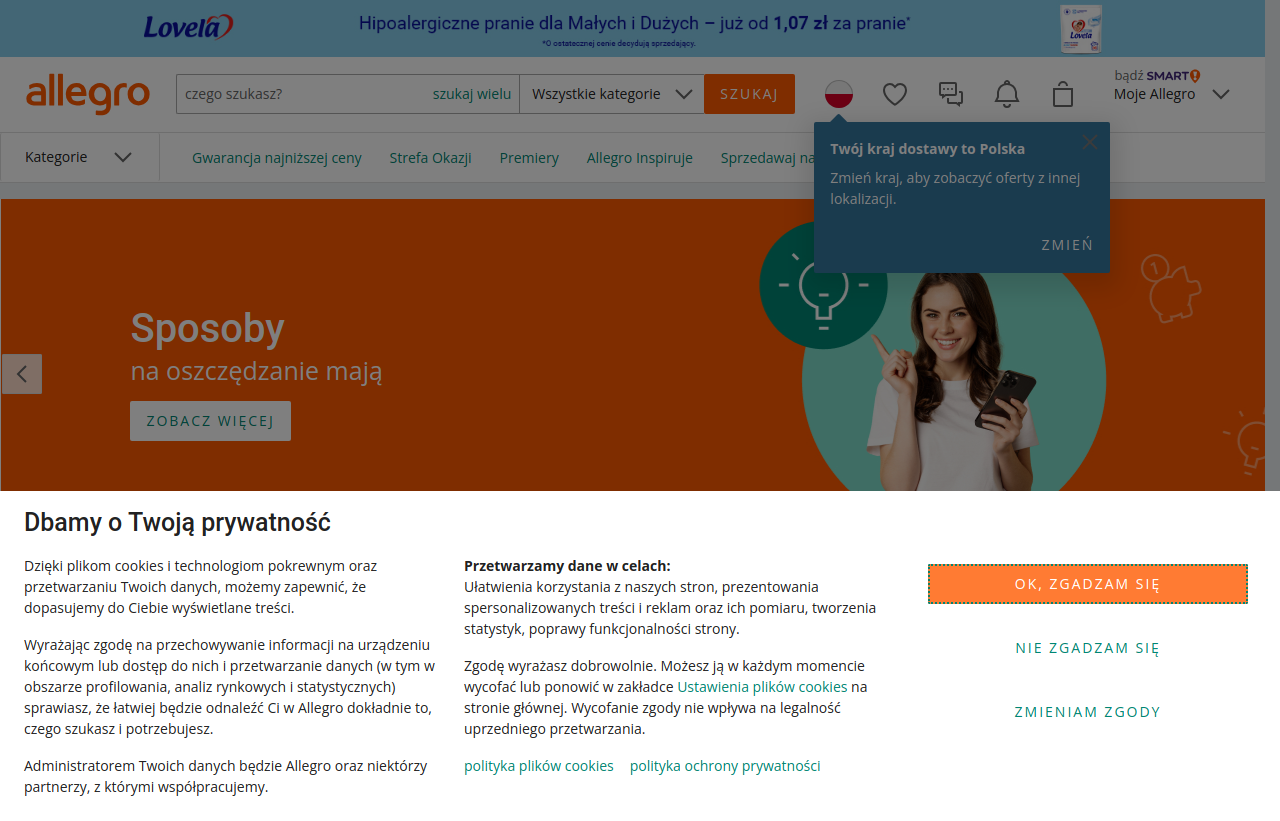 Lovela
Hipoalergiczne pranie dla Małych i Dużych – już od 1,07 zł za pranie*
*O ostatecznej cenie decydują sprzedający.
Lovela
allegro
czego szukasz?
szukaj wielu
Wszystkie kategorie
SZUKAJ
bądź SMART!
Moje Allegro
Kategorie
Gwarancja najniższej ceny
Strefa Okazji
Premiery
Allegro Inspiruje
Sprzedawaj na
Twój kraj dostawy to Polska
Zmień kraj, aby zobaczyć oferty z innej
lokalizacji.
ZMIEŃ
1
Sposoby
na oszczędzanie mają
ZOBACZ WIĘCEJ
Dbamy o Twoją prywatność
Dzięki plikom cookies i technologiom pokrewnym oraz
przetwarzaniu Twoich danych, możemy zapewnić, że
dopasujemy do Ciebie wyświetlane treści.
Wyrażając zgodę na przechowywanie informacji na urządzeniu
końcowym lub dostęp do nich i przetwarzanie danych (w tym w
obszarze profilowania, analiz rynkowych i statystycznych)
sprawiasz, że łatwiej będzie odnaleźć Ci w Allegro dokładnie to,
czego szukasz i potrzebujesz.
Administratorem Twoich danych będzie Allegro oraz niektórzy
partnerzy, z którymi współpracujemy.
Przetwarzamy dane w celach:
Ułatwienia korzystania z naszych stron, prezentowania
spersonalizowanych treści i reklam oraz ich pomiaru, tworzenia
statystyk, poprawy funkcjonalności strony.
Zgodę wyrażasz dobrowolnie. Możesz ją w każdym momencie
wycofać lub ponowić w zakładce Ustawienia plików cookies na
stronie głównej. Wycofanie zgody nie wpływa na legalność
uprzedniego przetwarzania.
polityka plików cookies
polityka ochrony prywatności
OK, ZGADZAM SIĘ
NIE ZGADZAM SIĘ
ZMIENIAM ZGODY